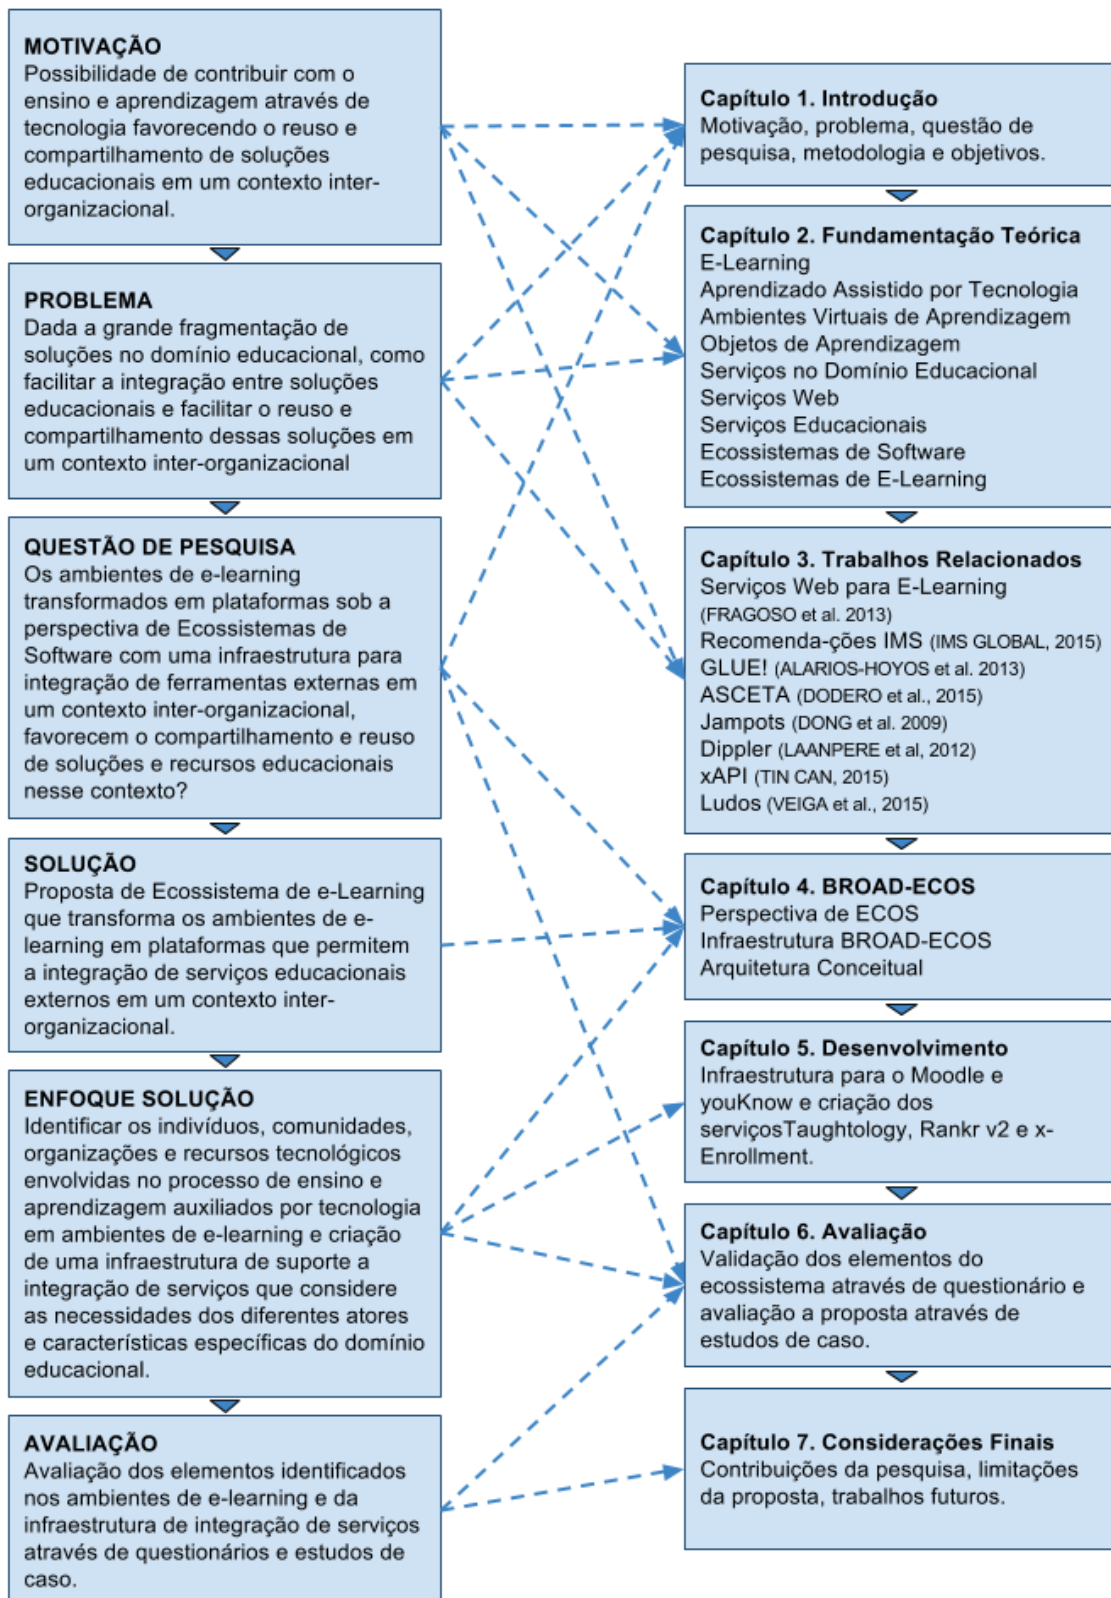 MOTIVAÇÃO
Possibilidade de contribuir com o
ensino e aprendizagem através de
tecnologia favorecendo o reuso e
compartilhamento de soluções
educacionais em um contexto inter-
organizacional.
PROBLEMA
Dada a grande fragmentação de
soluções no domínio educacional, como
facilitar a integração entre soluções
educacionais e facilitar o reuso e
compartilhamento dessas soluções em
um contexto inter-organizacional
QUESTÃO DE PESQUISA
Os ambientes de e-learning
transformados em plataformas sob a
perspectiva de Ecossistemas de
Software com uma infraestrutura para
integração de ferramentas externas em
um contexto inter-organizacional,
favorecem o compartilhamento e reuso
de soluções e recursos educacionais
nesse contexto?
SOLUÇÃO
Proposta de Ecossistema de e-Learning
que transforma os ambientes de e-
learning em plataformas que permitem
a integração de serviços educacionais
externos em um contexto inter-
organizacional.
ENFOQUE SOLUÇÃO
Identificar os indivíduos, comunidades,
organizações e recursos tecnológicos
envolvidas no processo de ensino e
aprendizagem auxiliados por tecnologia
em ambientes de e-learning e criação
de uma infraestrutura de suporte a
integração de serviços que considere
as necessidades dos diferentes atores
e características específicas do domínio
educacional.
AVALIAÇÃO
Avaliação dos elementos identificados
nos ambientes de e-learning e da
infraestrutura de integração de serviços
através de questionários e estudos de
caso.
Capítulo 1. Introdução
Motivação, problema, questão de
pesquisa, metodologia e objetivos.
Capítulo 2. Fundamentação Teórica
E-Learning
Aprendizado Assistido por Tecnologia
Ambientes Virtuais de Aprendizagem
Objetos de Aprendizagem
Serviços no Domínio Educacional
Serviços Web
Serviços Educacionais
Ecossistemas de Software
Ecossistemas de E-Learning
Capítulo 3. Trabalhos Relacionados
Serviços Web para E-Learning
(FRAGOSO et al. 2013)
Recomenda-ções IMS (IMS GLOBAL, 2015)
GLUE! (ALARIOS-HOYOS et al. 2013)
ASCETA (DODERO et al., 2015)
Jampots (DONG et al. 2009)
Dippler (LAANPERE et al, 2012)
xAPI (TIN CAN, 2015)
Ludos (VEIGA et al., 2015)
Capítulo 4. BROAD-ECOS
Perspectiva de ECOS
Infraestrutura BROAD-ECOS
Arquitetura Conceitual
Capítulo 5. Desenvolvimento
Infraestrutura para o Moodle e
youKnow e criação dos
serviçosTaughtology, Rankr v2 e x-
Enrollment.
Capítulo 6. Avaliação
Validação dos elementos do
ecossistema através de questionário e
avaliação a proposta através de
estudos de caso.
Capítulo 7. Considerações Finais
Contribuições da pesquisa, limitações
da proposta, trabalhos futuros.